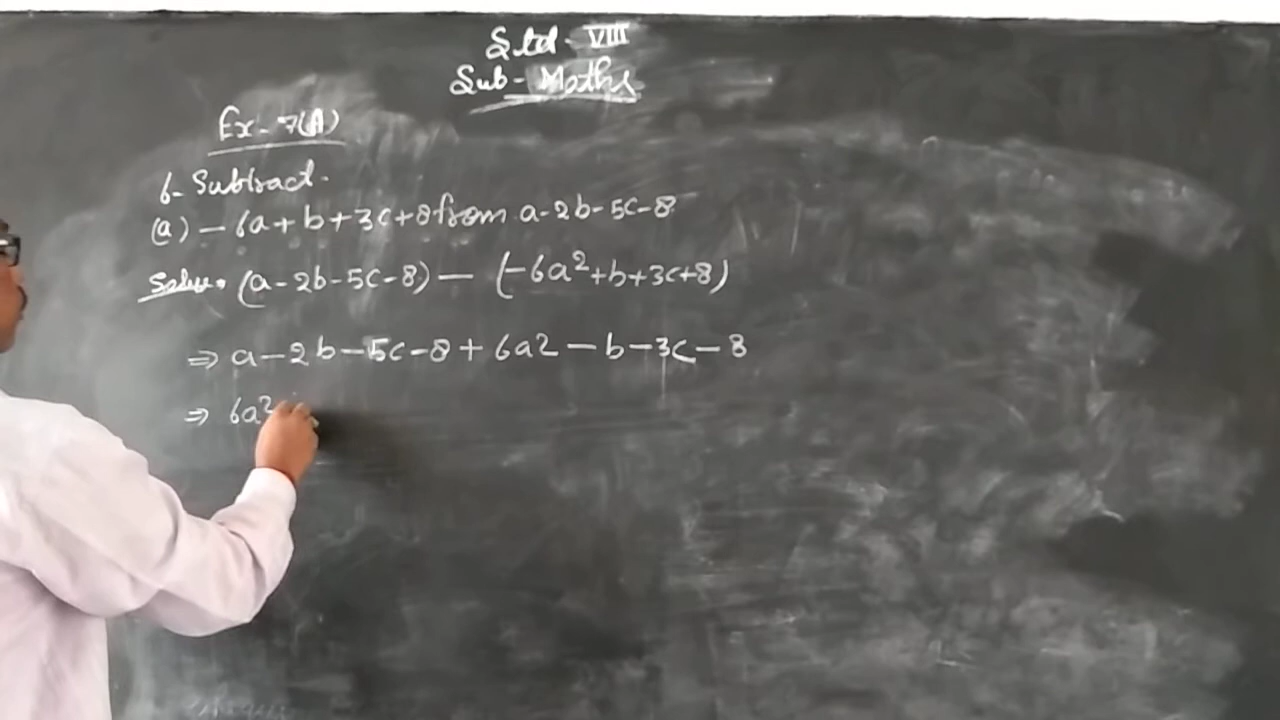 Std - VIII
Sub - Maths
Ex - 7(A)
6- Subtract.
(a) - 6a+b+3c+8 from a-2b-5c-8
Solu. (a-2b-5c-8) - (-6a²+b+3c+8)
⇒ a-2b-5c-8+6a2-b-3c-8
⇒ 6a²